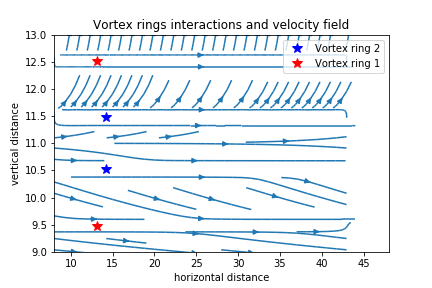 Vortex rings interactions and velocity field
Vortex ring 2
Vortex ring 1
vertical distance
13.0
12.5
12.0
11.5
11.0
10.5
10.0
9.5
9.0
10 15 20 25 30 35 40 45
horizontal distance